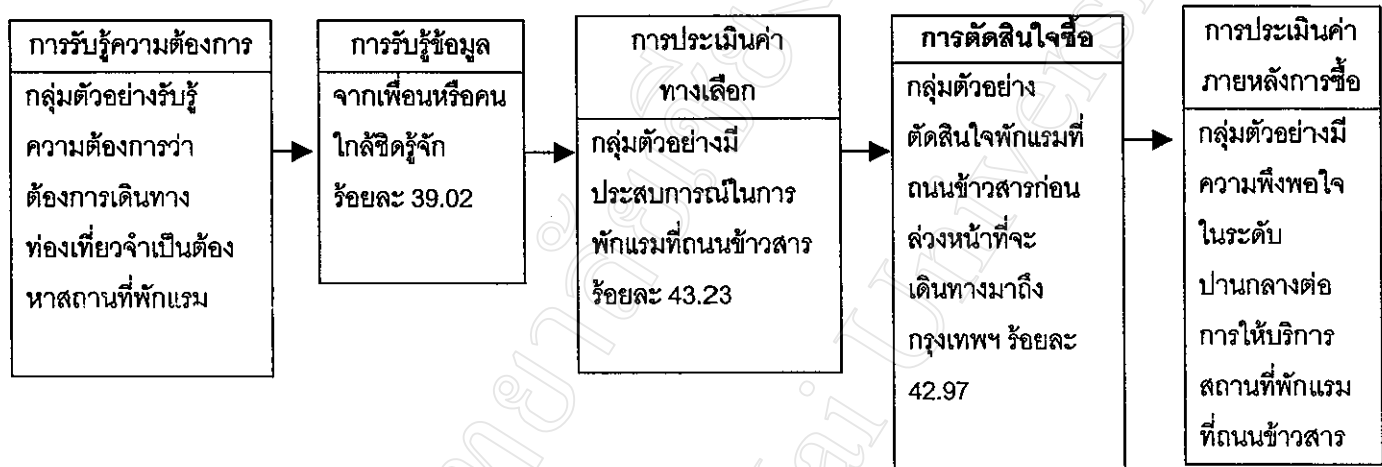 การรับรู้ความต้องการ
กลุ่มตัวอย่างรับรู้
ความต้องการว่า
ต้องการเดินทาง
ท่องเที่ยวจำเป็นต้อง
หาสถานที่พักแรม
การรับรู้ข้อมูล
จากเพื่อนหรือคน
ใกล้ชิดรู้จัก
ร้อยละ 39.02
การประเมินค่า
ทางเลือก
กลุ่มตัวอย่างมี
ประสบการณ์ในการ
พักแรมที่ถนนข้าวสาร
ร้อยละ 43.23
การตัดสินใจซื้อ
กลุ่มตัวอย่าง
ตัดสินใจพักแรมที่
ถนนข้าวสารก่อน
ล่วงหน้าที่จะ
เดินทางมาถึง
กรุงเทพฯ ร้อยละ
42.97
การประเมินค่า
ภายหลังการซื้อ
กลุ่มตัวอย่างมี
ความพึงพอใจ
ในระดับ
ปานกลางต่อ
การให้บริการ
สถานที่พักแรม
ที่ถนนข้าวสาร